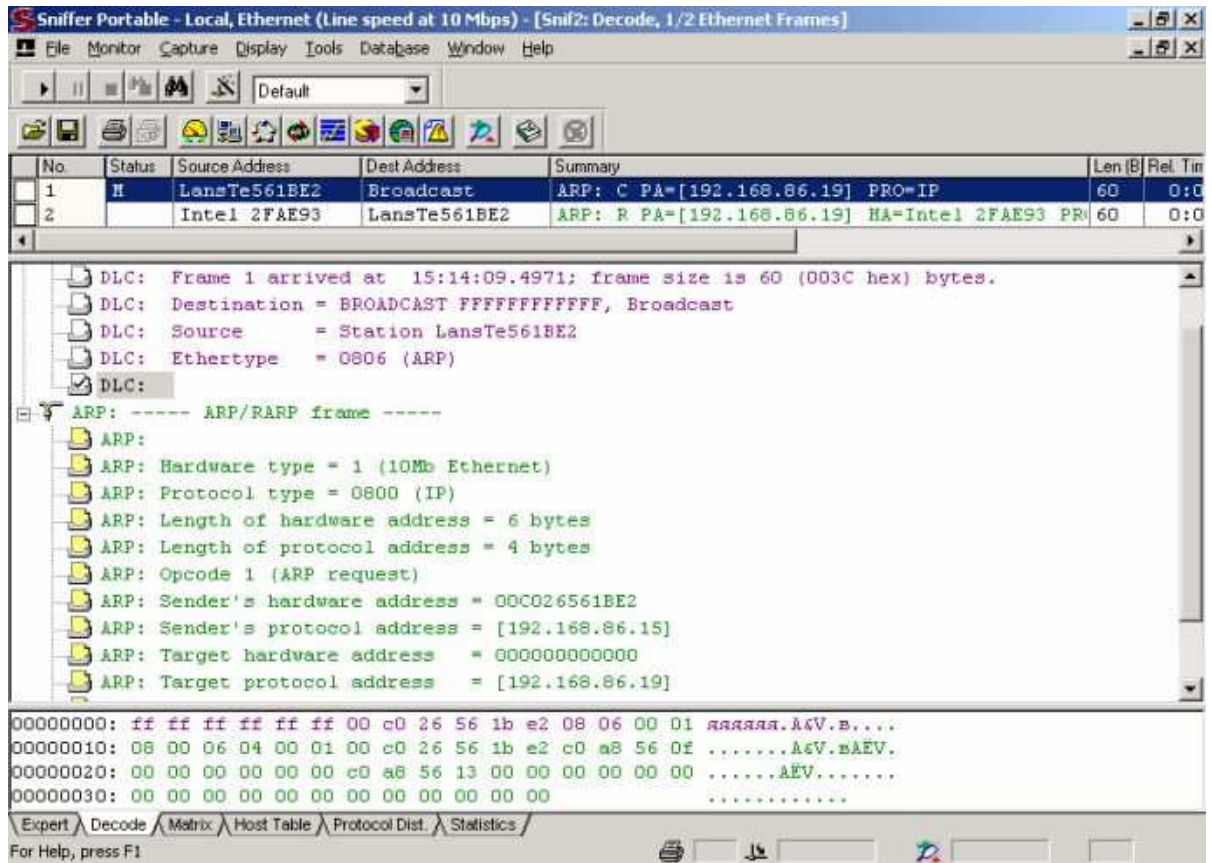 Sniffer Portable - Local, Ethernet (Line speed at 10 Mbps) - [Snif2: Decode, 1/2 Ethernet Frames]
File Monitor Capture Display Tools Database Window Help
Default
No. Status Source Address Dest Address Summary Len (B Rel. Tim
1 M LansTe561BE2 Broadcast ARP: C PA=[192.168.86.19] PRO=IP 60 0:0
2 Intel 2FAE93 LansTe561BE2 ARP: R PA=[192.168.86.19] HA=Intel 2FAE93 PR 60 0:0
DLC: Frame 1 arrived at 15:14:09.4971; frame size is 60 (003C hex) bytes.
DLC: Destination = BROADCAST FFFFFFFFFFFF, Broadcast
DLC: Source = Station LansTe561BE2
DLC: Ethertype = 0806 (ARP)
DLC:
ARP: ----- ARP/RARP frame -----
ARP:
ARP: Hardware type = 1 (10Mb Ethernet)
ARP: Protocol type = 0800 (IP)
ARP: Length of hardware address = 6 bytes
ARP: Length of protocol address = 4 bytes
ARP: Opcode 1 (ARP request)
ARP: Sender's hardware address = 00C026561BE2
ARP: Sender's protocol address = [192.168.86.15]
ARP: Target hardware address = 000000000000
ARP: Target protocol address = [192.168.86.19]
00000000: ff ff ff ff ff ff 00 c0 26 56 1b e2 08 06 00 01 яяяяяя.А&V.в....
00000010: 08 00 06 04 00 01 00 c0 26 56 1b e2 c0 a8 56 0f .......А&V.вАЁV.
00000020: 00 00 00 00 00 00 c0 a8 56 13 00 00 00 00 00 00 ......АЁV.......
00000030: 00 00 00 00 00 00 00 00 00 00 00 00 ............
Expert Decode Matrix Host Table Protocol Dist. Statistics
For Help, press F1